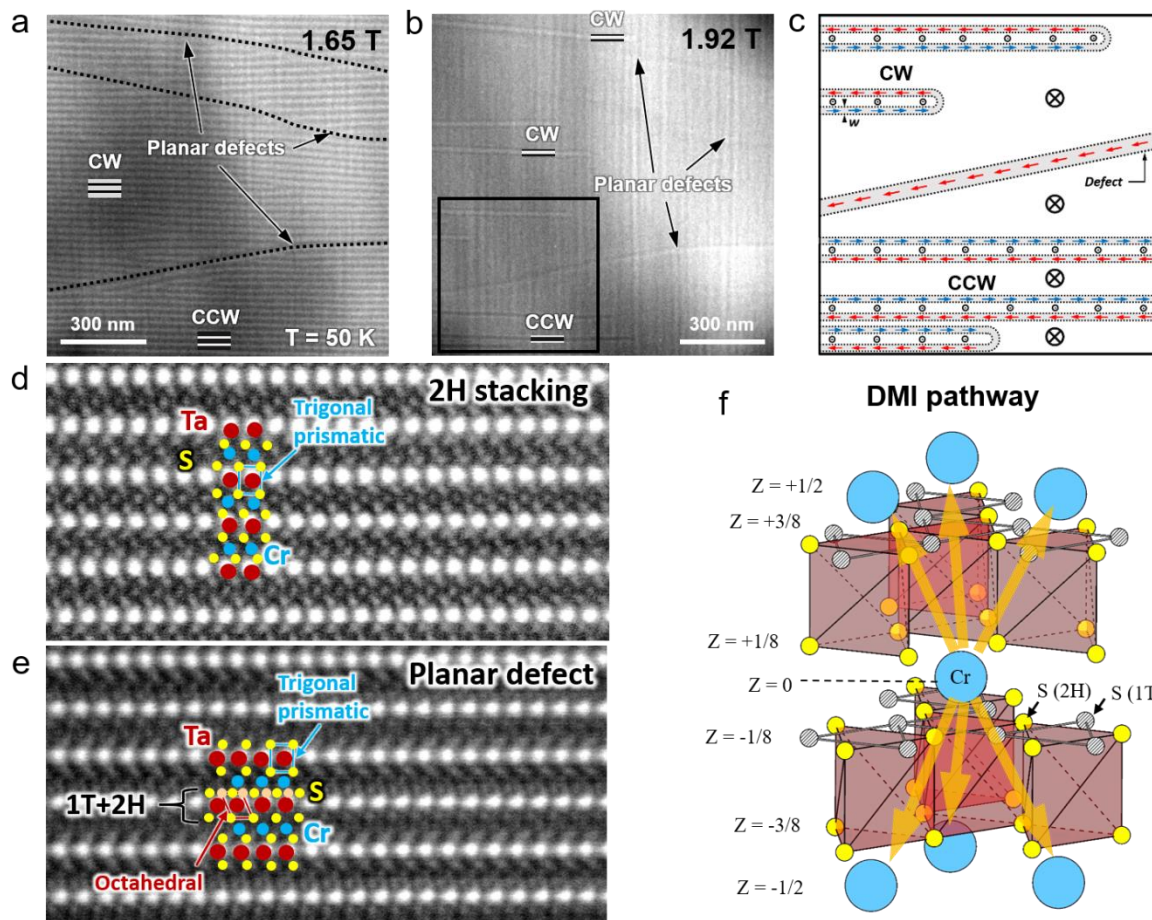 a
1.65 T
Planar defects
CW
CCW
300 nm
T = 50 K
b
CW
1.92 T
CW
Planar defects
CCW
300 nm
c
CW
w
Defect
CCW
d
2H stacking
Ta
Trigonal
prismatic
S
Cr
e
Planar defect
Trigonal
prismatic
Ta
1T+2H
S
Cr
Octahedral
f
DMI pathway
Z = +1/2
Z = +3/8
Z = +1/8
Cr
Z = 0
S (2H)
S (1T
Z = -1/8
Z = -3/8
Z = -1/2